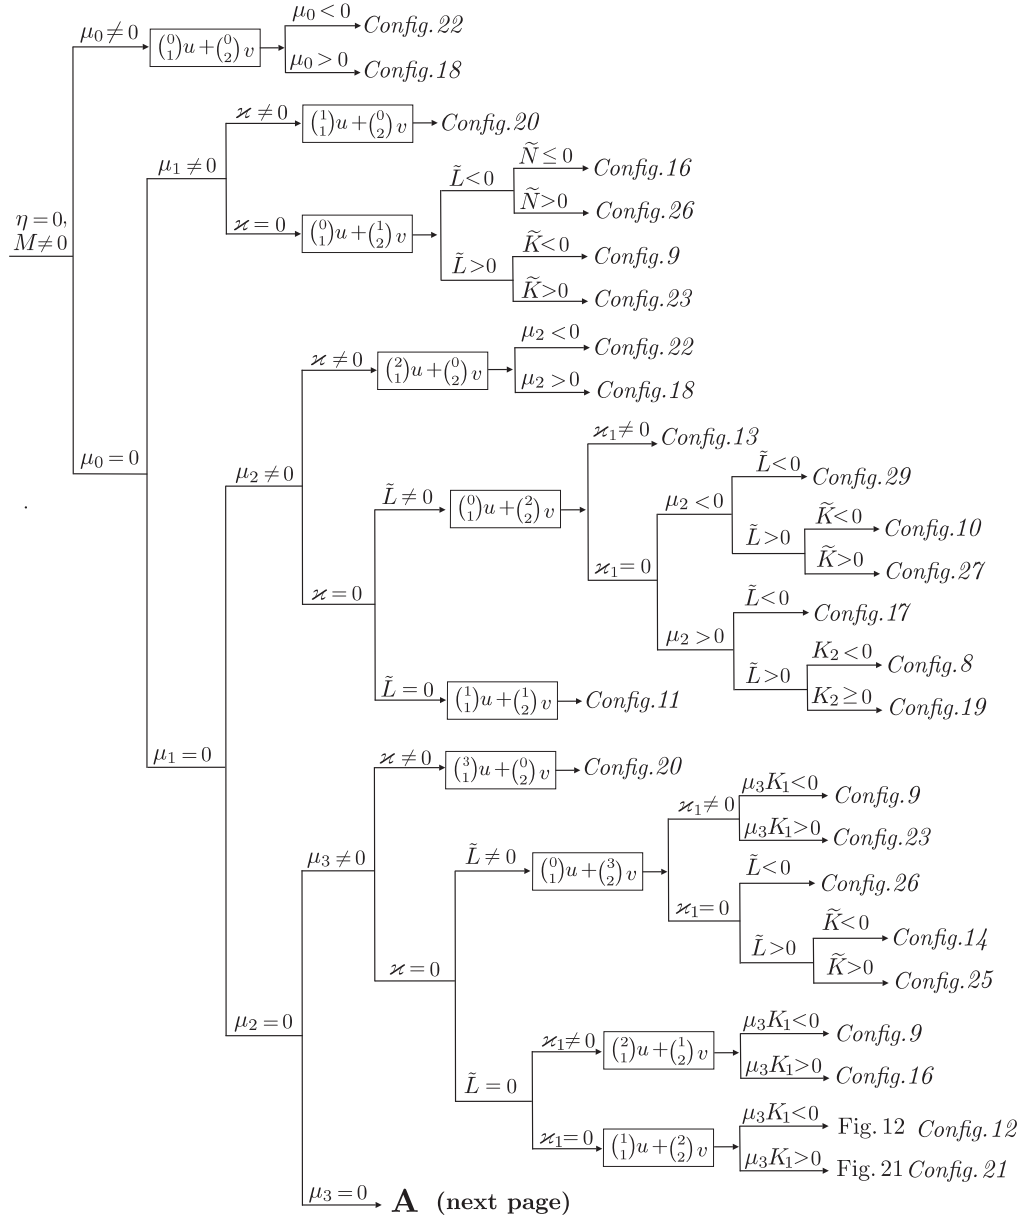 μ₀≠0 (0 1)u+(0 2)v μ₀<0 Config.22
μ₀>0 Config.18
ϰ≠0 (1 1)u+(0 2)v Config.20
μ₁≠0 L̃<0 Ñ≤0 Config.16
Ñ>0 Config.26
η=0,
M≠0
ϰ=0 (0 1)u+(1 2)v L̃>0 K̃<0 Config.9
K̃>0 Config.23
ϰ≠0 (2 1)u+(0 2)v μ₂<0 Config.22
μ₂>0 Config.18
μ₀=0
μ₂≠0 L̃≠0 (0 1)u+(2 2)v ϰ₁≠0 Config.13
μ₂<0 L̃<0 Config.29
L̃>0 K̃<0 Config.10
K̃>0 Config.27
ϰ=0 ϰ₁=0 μ₂>0 L̃<0 Config.17
L̃>0 K₂<0 Config.8
K₂≥0 Config.19
L̃=0 (1 1)u+(1 2)v Config.11
μ₁=0
ϰ≠0 (3 1)u+(0 2)v Config.20
μ₃≠0 L̃≠0 (0 1)u+(3 2)v ϰ₁≠0 μ₃K₁<0 Config.9
μ₃K₁>0 Config.23
ϰ₁=0 L̃<0 Config.26
L̃>0 K̃<0 Config.14
K̃>0 Config.25
ϰ=0
μ₂=0
L̃=0 ϰ₁≠0 (2 1)u+(1 2)v μ₃K₁<0 Config.9
μ₃K₁>0 Config.16
ϰ₁=0 (1 1)u+(2 2)v μ₃K₁<0 Fig.12 Config.12
μ₃K₁>0 Fig.21 Config.21
μ₃=0 A (next page)